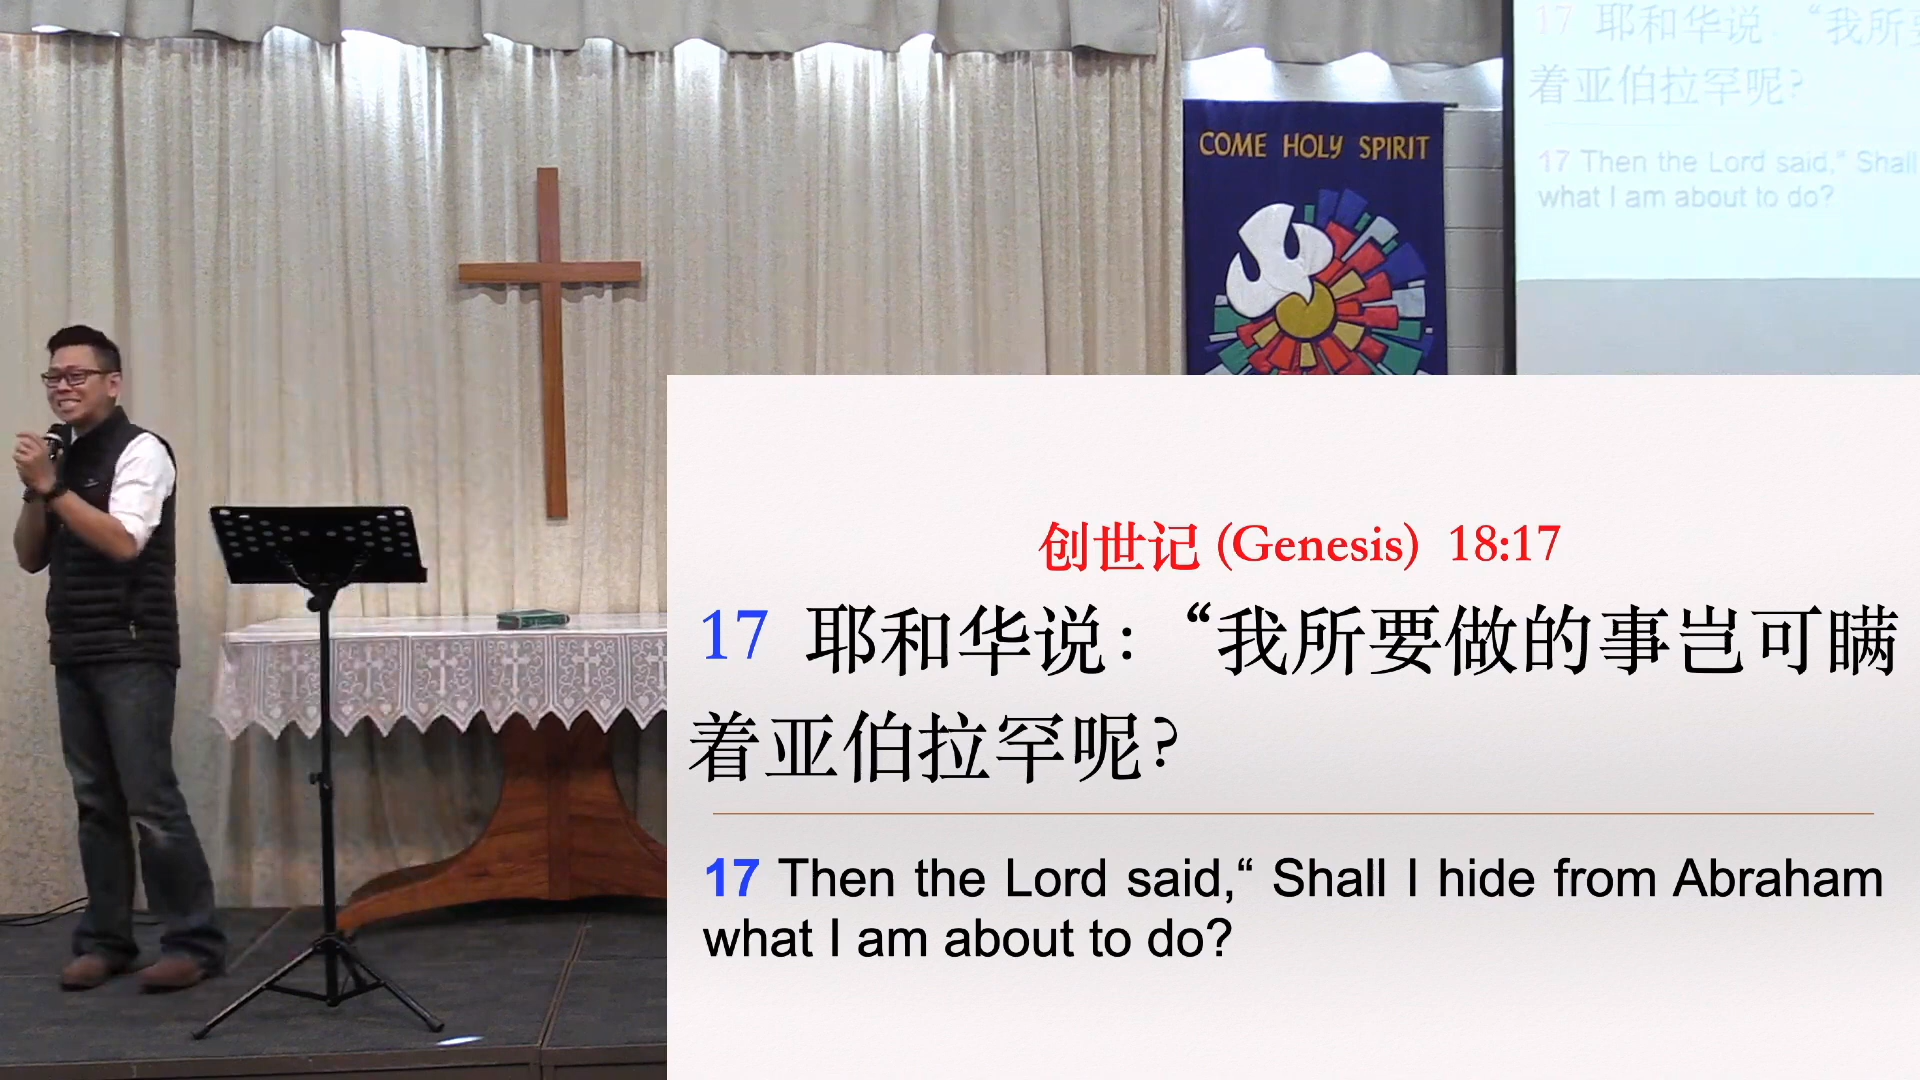 COME HOLY SPIRIT
17 耶和华说：“我所
着亚伯拉罕呢?
17 Then the Lord said,“ Shall
what I am about to do?
创世记 (Genesis) 18:17
17 耶和华说：“我所要做的事岂可瞒
着亚伯拉罕呢?
17 Then the Lord said,“ Shall I hide from Abraham
what I am about to do?